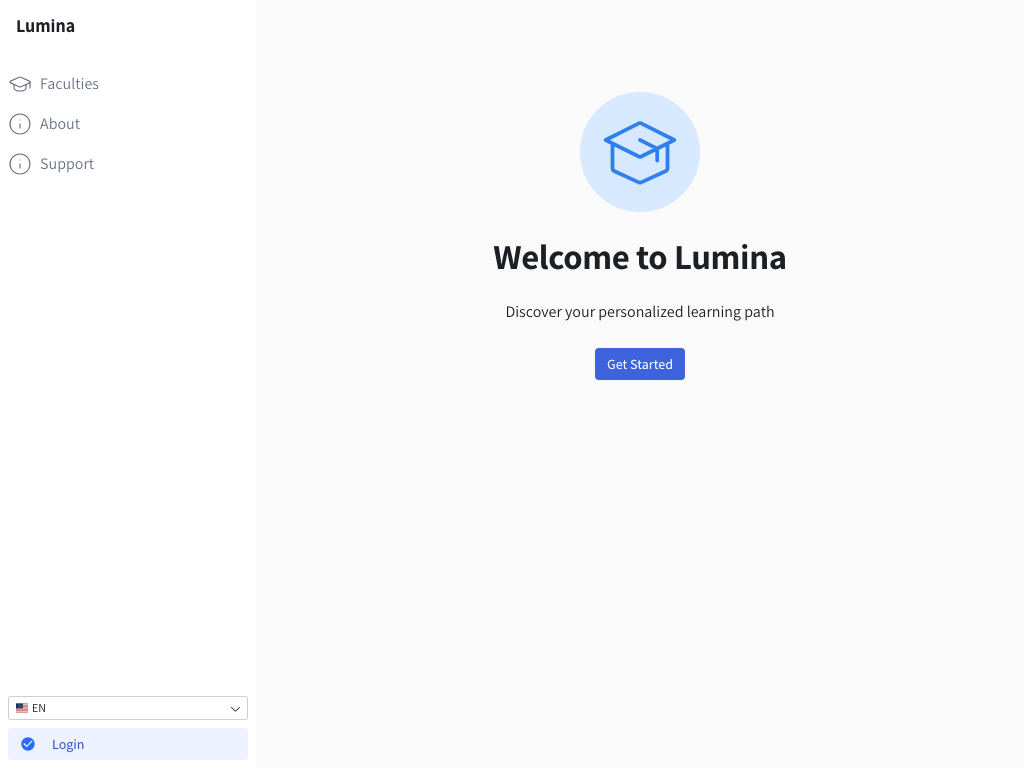 Lumina
Faculties
About
Support
Welcome to Lumina
Discover your personalized learning path
Get Started
EN
Login